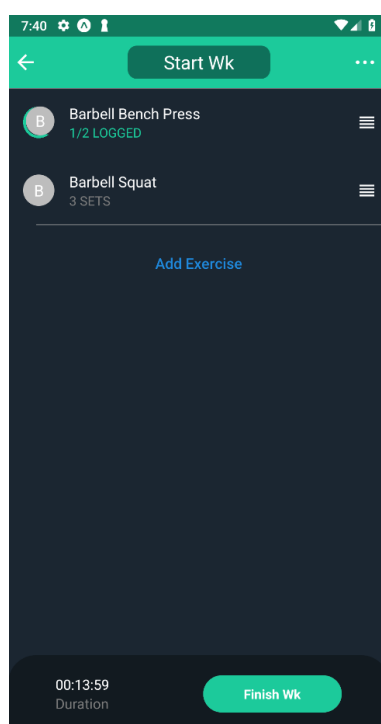 7:40
Start Wk
B
Barbell Bench Press
1/2 LOGGED
B
Barbell Squat
3 SETS
Add Exercise
00:13:59
Duration
Finish Wk